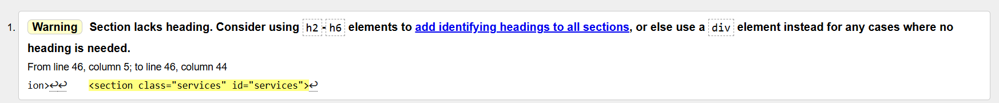 1. Warning Section lacks heading. Consider using h2-h6 elements to add identifying headings to all sections, or else use a div element instead for any cases where no
heading is needed.
From line 46, column 5; to line 46, column 44
ion>↩↩ <section class="services" id="services">↩